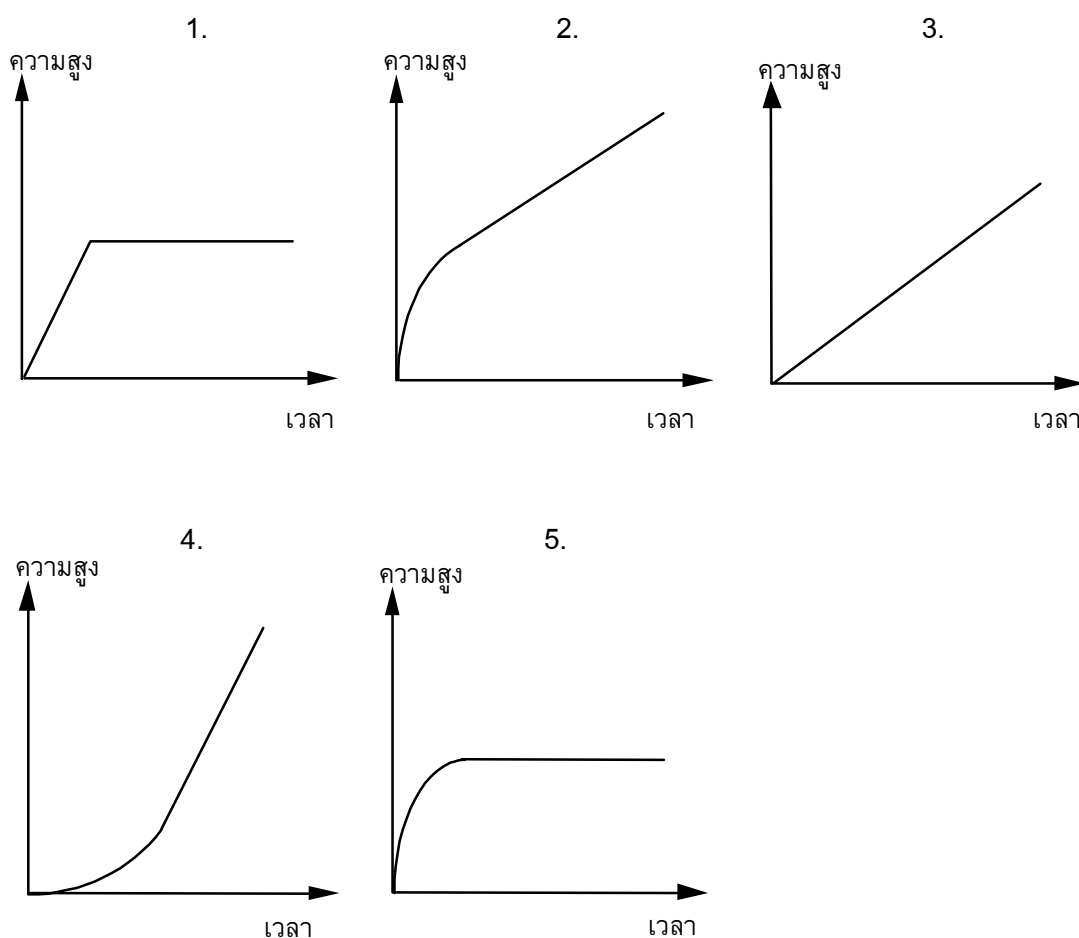 1.
ความสูง
เวลา
2.
ความสูง
เวลา
3.
ความสูง
เวลา
4.
ความสูง
เวลา
5.
ความสูง
เวลา